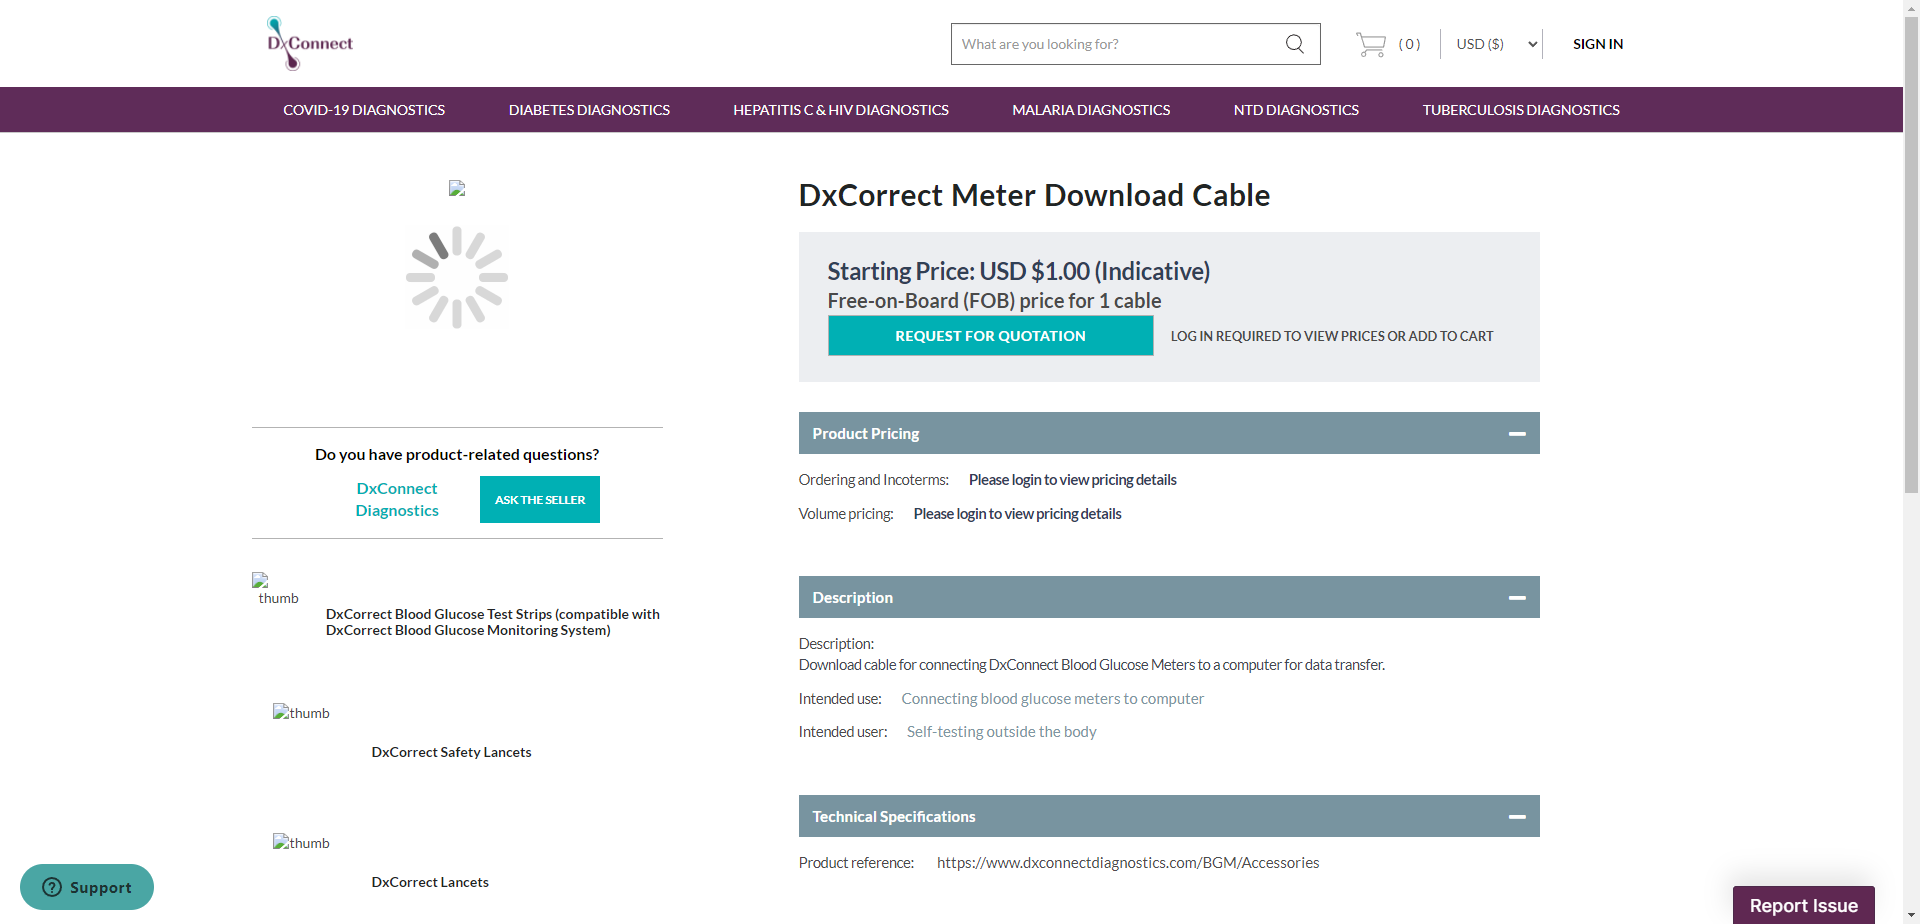 DxConnect
What are you looking for?
( 0 )
USD ($)
SIGN IN
COVID-19 DIAGNOSTICS
DIABETES DIAGNOSTICS
HEPATITIS C & HIV DIAGNOSTICS
MALARIA DIAGNOSTICS
NTD DIAGNOSTICS
TUBERCULOSIS DIAGNOSTICS
DxCorrect Meter Download Cable
Starting Price: USD $1.00 (Indicative)
Free-on-Board (FOB) price for 1 cable
REQUEST FOR QUOTATION
LOG IN REQUIRED TO VIEW PRICES OR ADD TO CART
Do you have product-related questions?
DxConnect
Diagnostics
ASK THE SELLER
thumb
DxCorrect Blood Glucose Test Strips (compatible with
DxCorrect Blood Glucose Monitoring System)
thumb
DxCorrect Safety Lancets
thumb
DxCorrect Lancets
Product Pricing
Ordering and Incoterms: Please login to view pricing details
Volume pricing: Please login to view pricing details
Description
Description:
Download cable for connecting DxConnect Blood Glucose Meters to a computer for data transfer.
Intended use: Connecting blood glucose meters to computer
Intended user: Self-testing outside the body
Technical Specifications
Product reference: https://www.dxconnectdiagnostics.com/BGM/Accessories
? Support
Report Issue